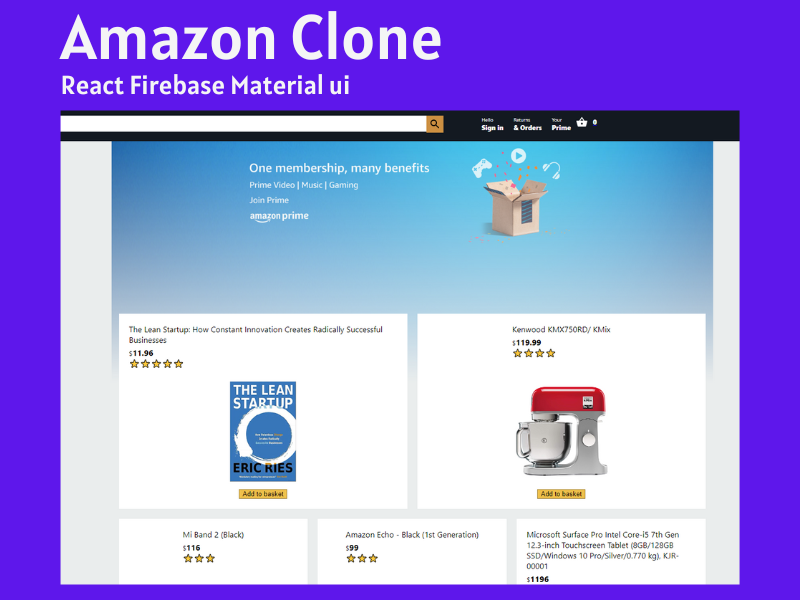 Amazon Clone
React Firebase Material ui
Hello
Sign in
Returns
& Orders
Your
Prime
0
One membership, many benefits
Prime Video | Music | Gaming
Join Prime
amazon prime
The Lean Startup: How Constant Innovation Creates Radically Successful
Businesses
$11.96
THE LEAN
STARTUP
ERIC RIES
Add to basket
Kenwood KMX750RD/ KMix
$119.99
Add to basket
Mi Band 2 (Black)
$116
Amazon Echo - Black (1st Generation)
$99
Microsoft Surface Pro Intel Core-i5 7th Gen
12.3-inch Touchscreen Tablet (8GB/128GB
SSD/Windows 10 Pro/Silver/0.770 kg), KJR-
00001
$1196